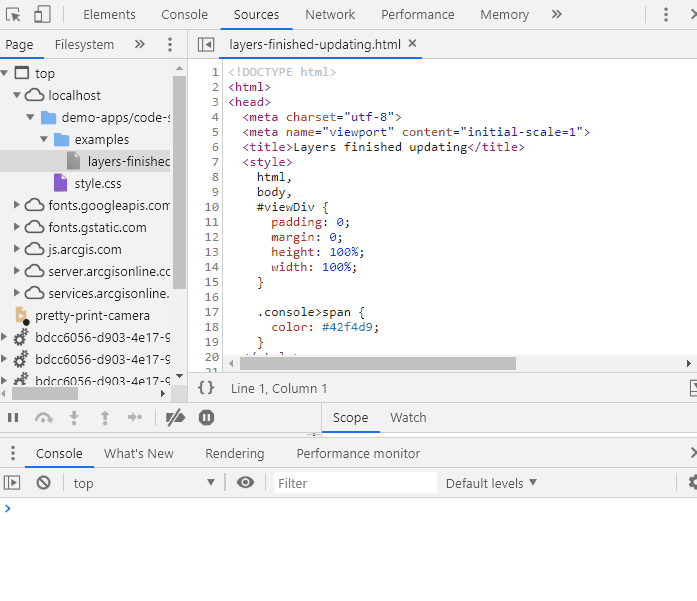 Elements Console Sources Network Performance Memory »
Page Filesystem » layers-finished-updating.html ×
top
localhost
demo-apps/code-s
examples
layers-finished
style.css
fonts.googleapis.com
fonts.gstatic.com
js.arcgis.com
server.arcgisonline.co
services.arcgisonline.
pretty-print-camera
bdcc6056-d903-4e17-9
bdcc6056-d903-4e17-9
bdcc6056-d903-4e17-9
1 <!DOCTYPE html>
2 <html>
3 <head>
4 <meta charset="utf-8">
5 <meta name="viewport" content="initial-scale=1">
6 <title>Layers finished updating</title>
7 <style>
8 html,
9 body,
10 #viewDiv {
11 padding: 0;
12 margin: 0;
13 height: 100%;
14 width: 100%;
15 }
16
17 .console>span {
18 color: #42f4d9;
19 }
20
21
{} Line 1, Column 1
Scope Watch
Console What's New Rendering Performance monitor
top Filter Default levels